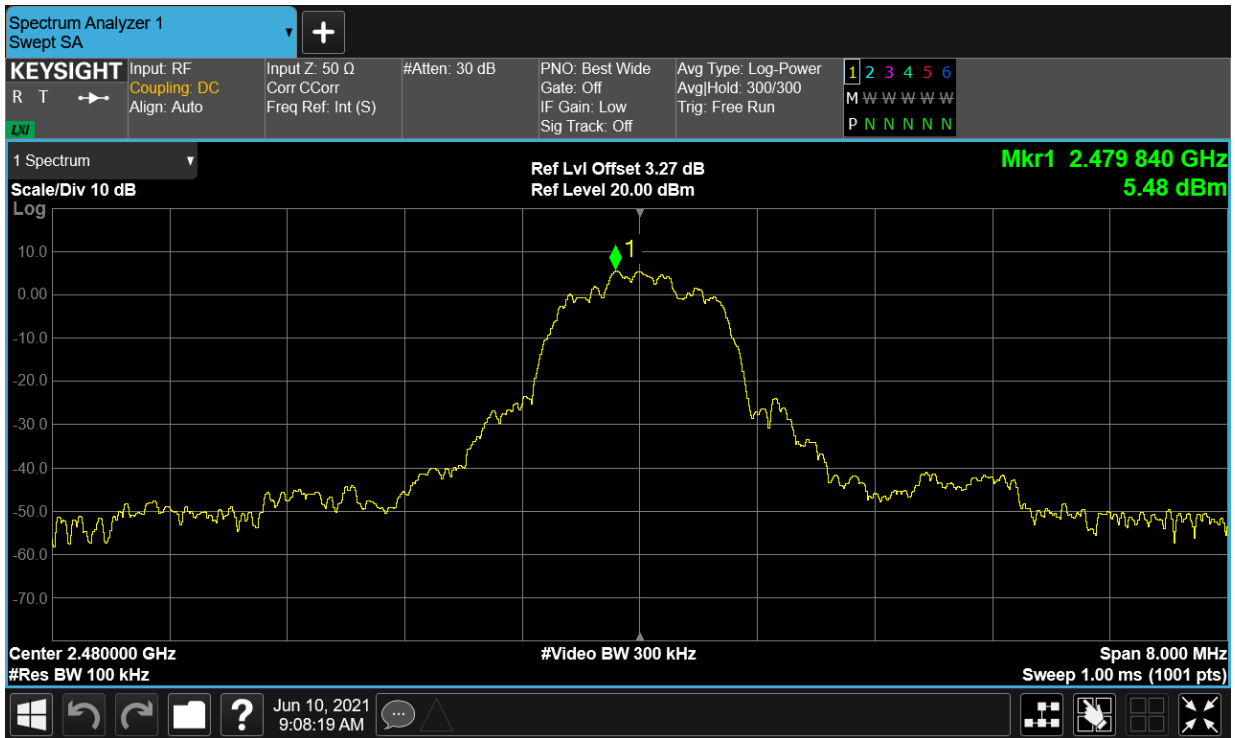 Spectrum Analyzer 1
Swept SA
KEYSIGHT
R T
LXI
Input: RF
Coupling: DC
Align: Auto
Input Z: 50 Ω
Corr CCorr
Freq Ref: Int (S)
#Atten: 30 dB
PNO: Best Wide
Gate: Off
IF Gain: Low
Sig Track: Off
Avg Type: Log-Power
Avg|Hold: 300/300
Trig: Free Run
1 2 3 4 5 6
M W W W W W
P N N N N N
1 Spectrum
Scale/Div 10 dB
Log
Ref Lvl Offset 3.27 dB
Ref Level 20.00 dBm
Mkr1 2.479 840 GHz
5.48 dBm
1
10.0
0.00
-10.0
-20.0
-30.0
-40.0
-50.0
-60.0
-70.0
Center 2.480000 GHz
#Res BW 100 kHz
#Video BW 300 kHz
Span 8.000 MHz
Sweep 1.00 ms (1001 pts)
?
Jun 10, 2021
9:08:19 AM